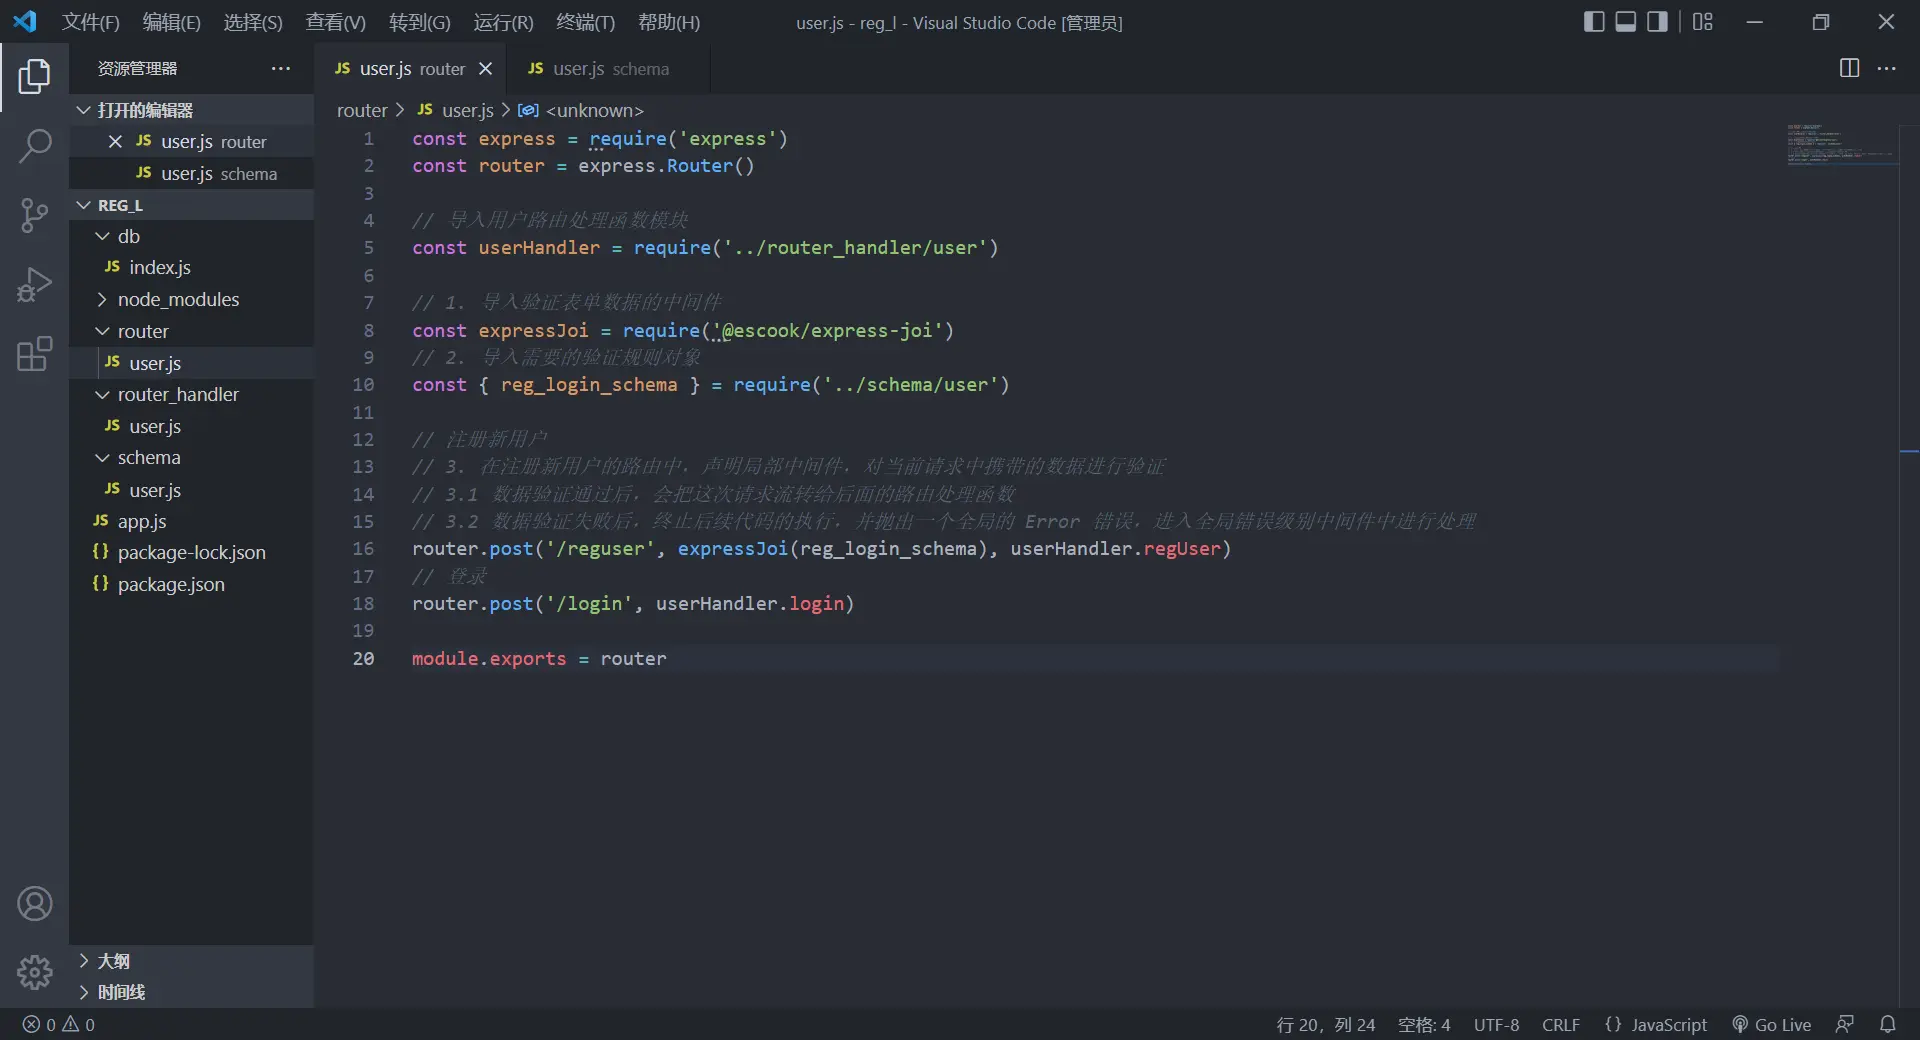 文件(F) 编辑(E) 选择(S) 查看(V) 转到(G) 运行(R) 终端(T) 帮助(H) user.js - reg_l - Visual Studio Code [管理员]
资源管理器
打开的编辑器
JS user.js router
JS user.js schema
REG_L
db
JS index.js
node_modules
router
JS user.js
router_handler
JS user.js
schema
JS user.js
JS app.js
{} package-lock.json
{} package.json
大纲
时间线
JS user.js router JS user.js schema
router > JS user.js > <unknown>
1 const express = require('express')
2 const router = express.Router()
3
4 // 导入用户路由处理函数模块
5 const userHandler = require('../router_handler/user')
6
7 // 1. 导入验证表单数据的中间件
8 const expressJoi = require('@escook/express-joi')
9 // 2. 导入需要的验证规则对象
10 const { reg_login_schema } = require('../schema/user')
11
12 // 注册新用户
13 // 3. 在注册新用户的路由中，声明局部中间件，对当前请求中携带的数据进行验证
14 // 3.1 数据验证通过后，会把这次请求流转给后面的路由处理函数
15 // 3.2 数据验证失败后，终止后续代码的执行，并抛出一个全局的 Error 错误，进入全局错误级别中间件中进行处理
16 router.post('/reguser', expressJoi(reg_login_schema), userHandler.regUser)
17 // 登录
18 router.post('/login', userHandler.login)
19
20 module.exports = router
0 0 行 20，列 24 空格: 4 UTF-8 CRLF {} JavaScript Go Live